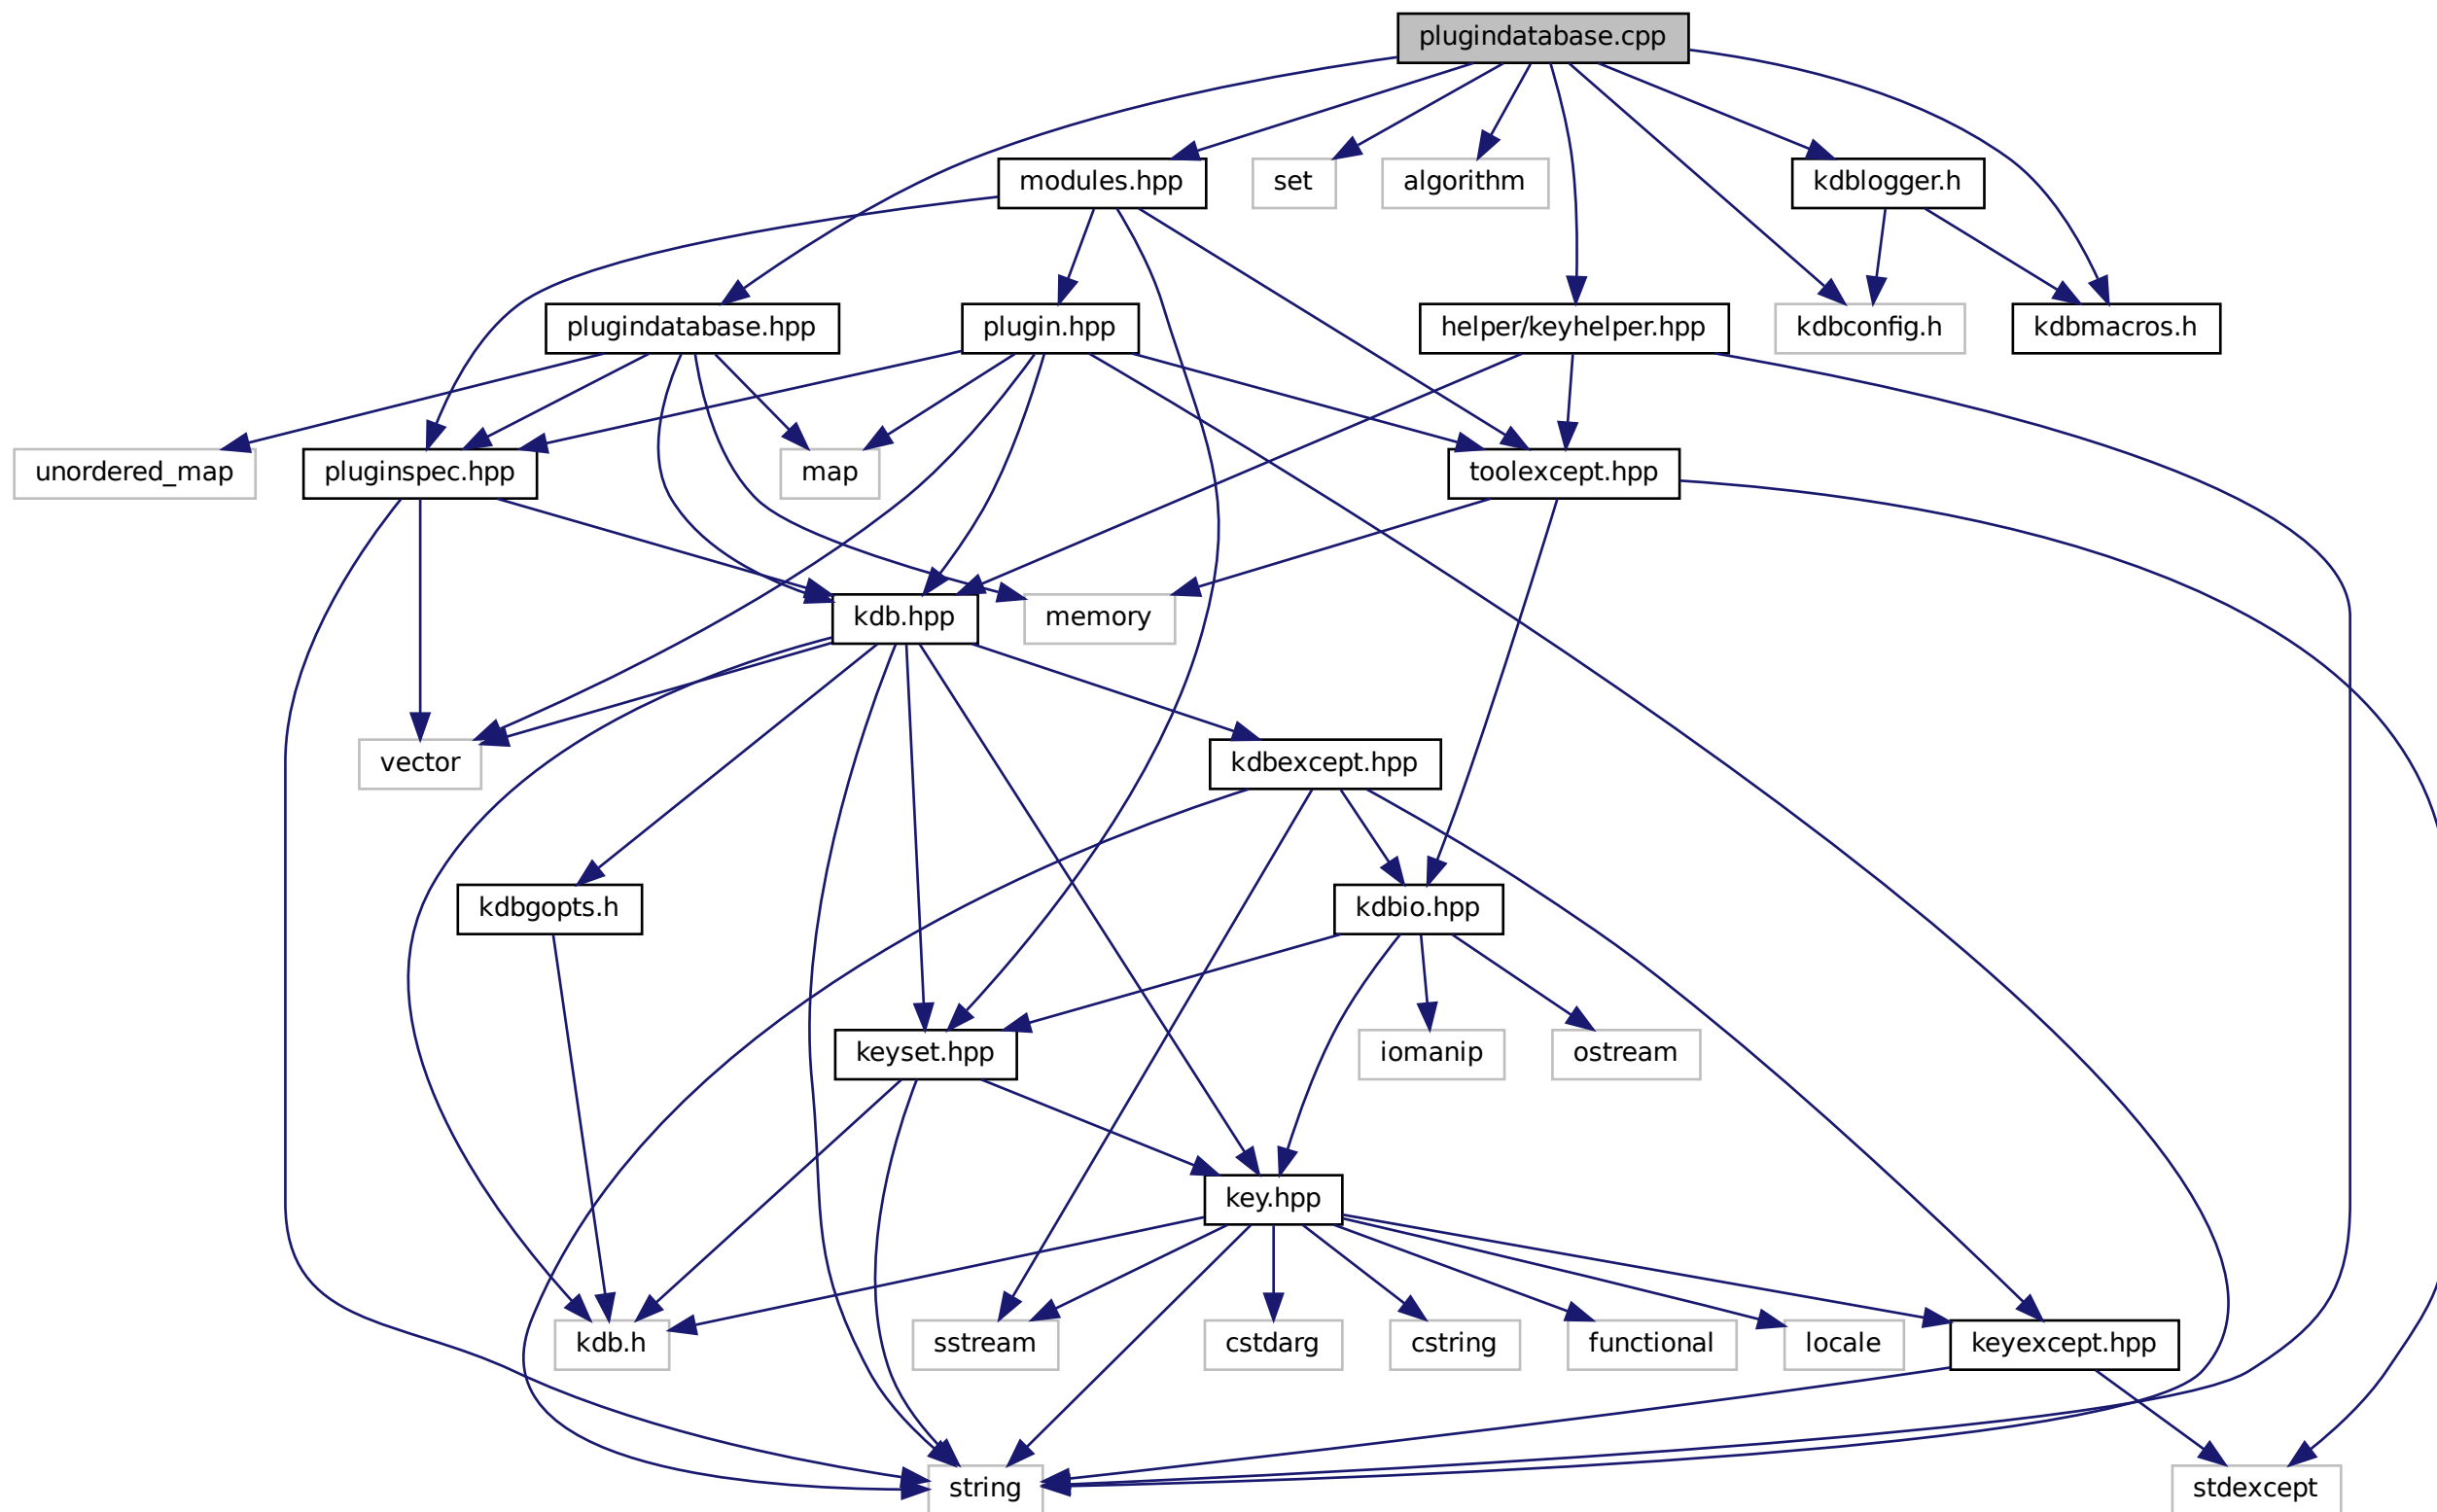 plugindatabase.cpp
modules.hpp
set
algorithm
kdblogger.h
plugindatabase.hpp
plugin.hpp
helper/keyhelper.hpp
kdbconfig.h
kdbmacros.h
unordered_map
pluginspec.hpp
map
toolexcept.hpp
kdb.hpp
memory
vector
kdbexcept.hpp
kdbgopts.h
kdbio.hpp
keyset.hpp
iomanip
ostream
key.hpp
kdb.h
sstream
cstdarg
cstring
functional
locale
keyexcept.hpp
string
stdexcept